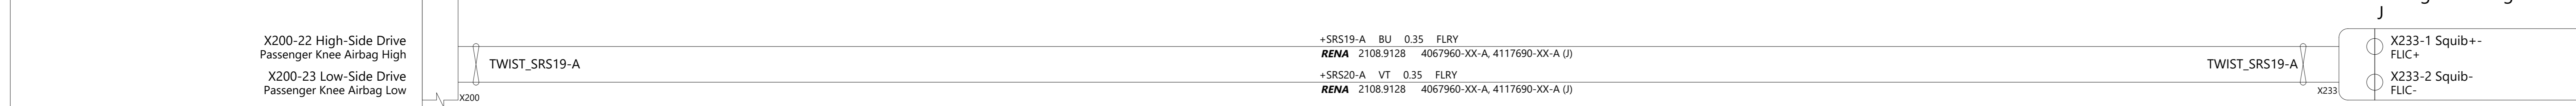 J
X200-22 High-Side Drive
Passenger Knee Airbag High
X200-23 Low-Side Drive
Passenger Knee Airbag Low
X200
TWIST_SRS19-A
+SRS19-A BU 0.35 FLRY
RENA 2108.9128 4067960-XX-A, 4117690-XX-A (J)
+SRS20-A VT 0.35 FLRY
RENA 2108.9128 4067960-XX-A, 4117690-XX-A (J)
TWIST_SRS19-A
X233
X233-1 Squib+-
FLIC+
X233-2 Squib-
FLIC-